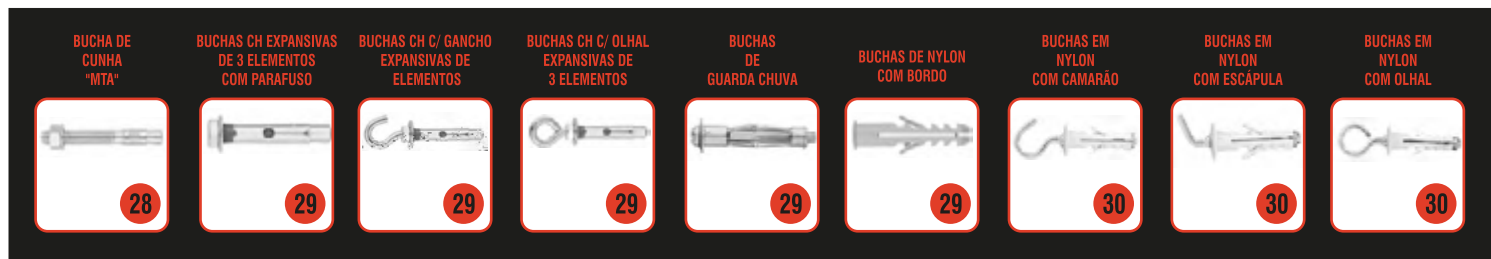 BUCHA DE
CUNHA
"MTA"
28
BUCHAS CH EXPANSIVAS
DE 3 ELEMENTOS
COM PARAFUSO
29
BUCHAS CH C/ GANCHO
EXPANSIVAS DE
ELEMENTOS
29
BUCHAS CH C/ OLHAL
EXPANSIVAS DE
3 ELEMENTOS
29
BUCHAS
DE
GUARDA CHUVA
29
BUCHAS DE NYLON
COM BORDO
29
BUCHAS EM
NYLON
COM CAMARÃO
30
BUCHAS EM
NYLON
COM ESCÁPULA
30
BUCHAS EM
NYLON
COM OLHAL
30